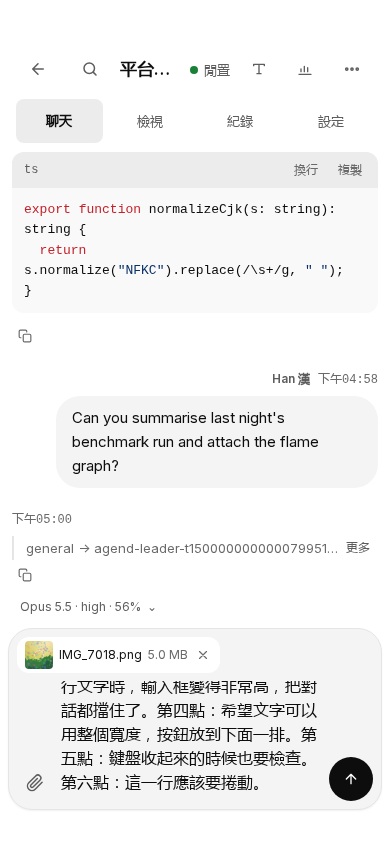 平台…
閒置
聊天
檢視
紀錄
設定
ts
換行
複製
export function normalizeCjk(s: string):
string {
return
s.normalize("NFKC").replace(/\s+/g, " ");
}
Han 漢 下午04:58
Can you summarise last night's
benchmark run and attach the flame
graph?
下午05:00
general → agend-leader-t150000000000079951… 更多
Opus 5.5 · high · 56%
IMG_7018.png 5.0 MB
行文字時，輸入框變得非常高，把對
話都擋住了。第四點：希望文字可以
用整個寬度，按鈕放到下面一排。第
五點：鍵盤收起來的時候也要檢查。
第六點：這一行應該要捲動。